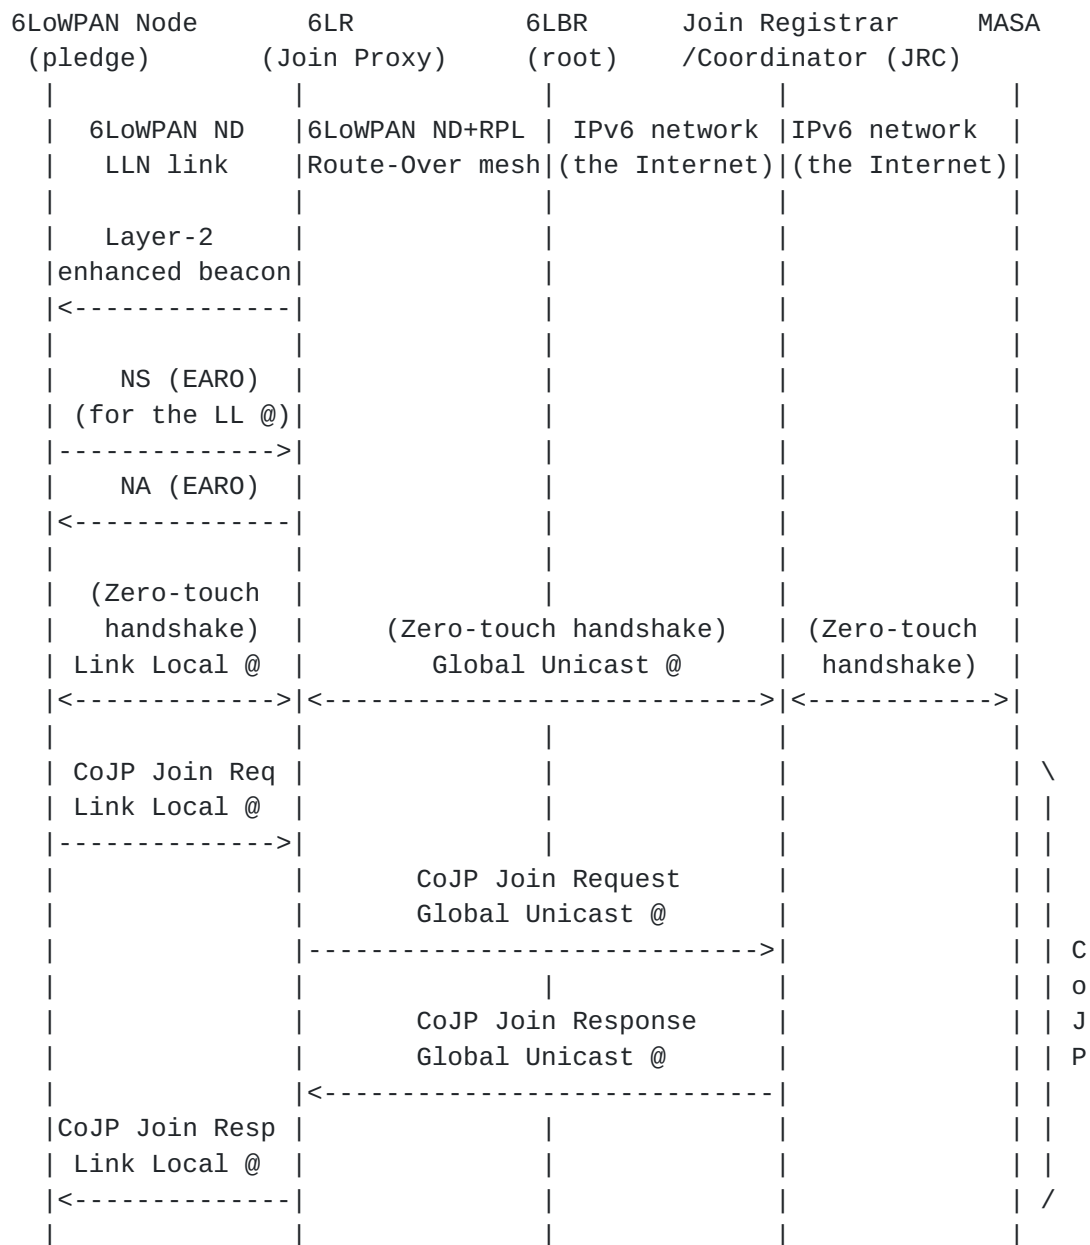 6LoWPAN Node       6LR           6LBR      Join Registrar     MASA
 (pledge)       (Join Proxy)     (root)    /Coordinator (JRC)
  |               |               |              |              |
  |  6LoWPAN ND   |6LoWPAN ND+RPL | IPv6 network |IPv6 network  |
  |   LLN link    |Route-Over mesh|(the Internet)|(the Internet)|
  |               |               |              |              |
  |   Layer-2     |               |              |              |
  |enhanced beacon|               |              |              |
  |<--------------|               |              |              |
  |               |               |              |              |
  |    NS (EARO)  |               |              |              |
  | (for the LL @)|               |              |              |
  |-------------->|               |              |              |
  |    NA (EARO)  |               |              |              |
  |<--------------|               |              |              |
  |               |               |              |              |
  |  (Zero-touch  |               |              |              |
  |   handshake)  |     (Zero-touch handshake)   | (Zero-touch  |
  | Link Local @  |        Global Unicast @      |  handshake)  |
  |<------------->|<---------------------------->|<------------>|
  |               |               |              |              |
  | CoJP Join Req |               |              |              | \
  | Link Local @  |               |              |              | |
  |-------------->|               |              |              | |
  |               |       CoJP Join Request      |              | |
  |               |       Global Unicast @       |              | |
  |               |----------------------------->|              | | C
  |               |               |              |              | | o
  |               |       CoJP Join Response     |              | | J
  |               |       Global Unicast @       |              | | P
  |               |<-----------------------------|              | |
  |CoJP Join Resp |               |              |              | |
  | Link Local @  |               |              |              | |
  |<--------------|               |              |              | /
  |               |               |              |              |